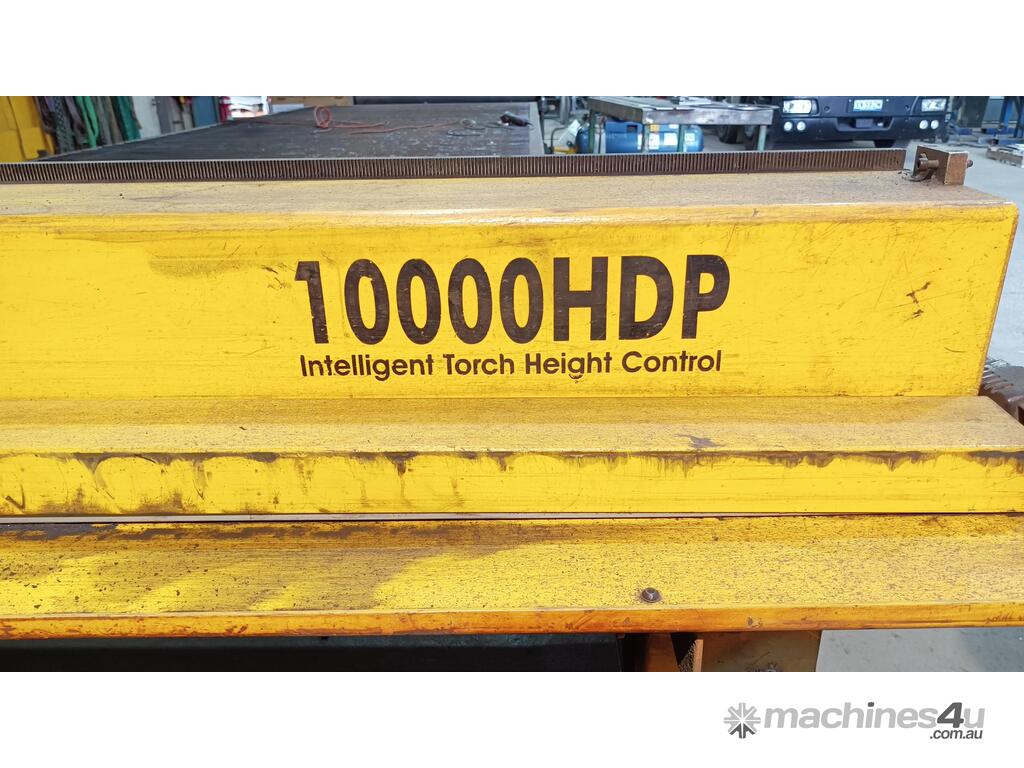 10000HDP
Intelligent Torch Height Control
machines4u
.com.au